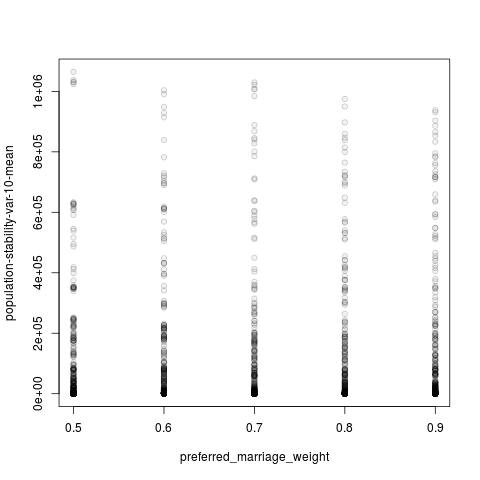 1e+06
8e+05
6e+05
4e+05
2e+05
0e+00
population-stability-var-10-mean
0.5 0.6 0.7 0.8 0.9
preferred_marriage_weight